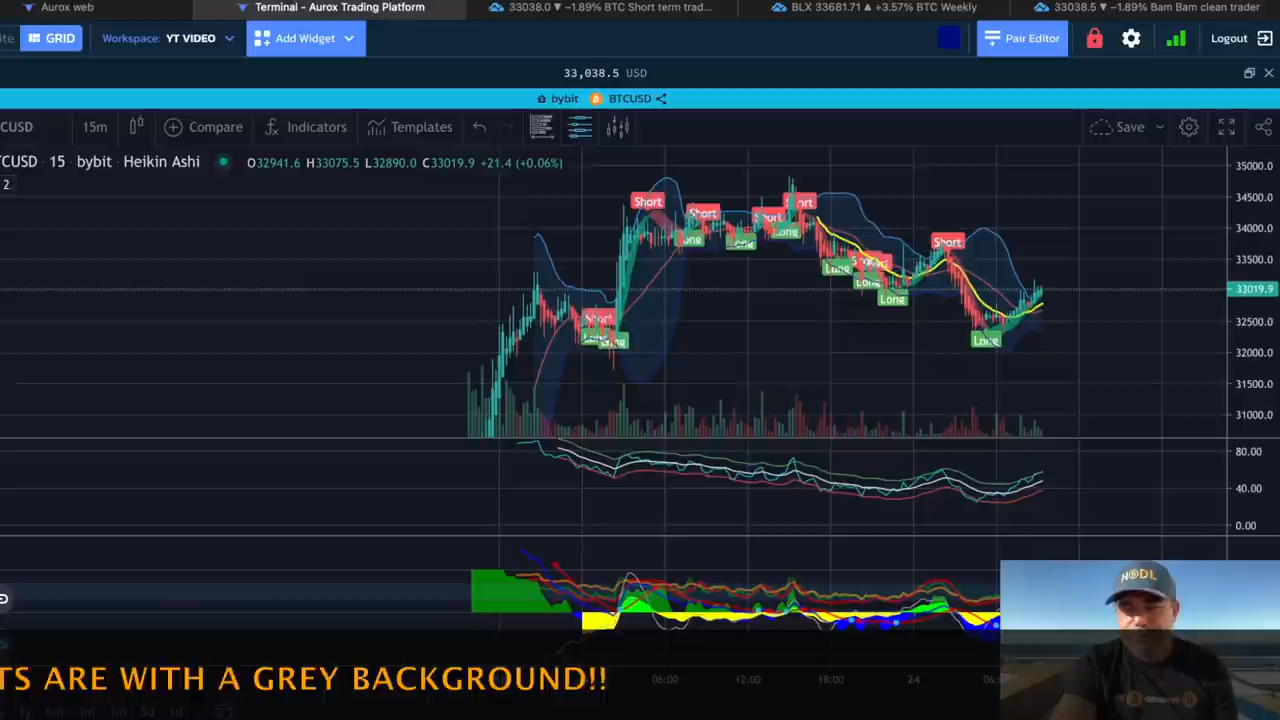 Aurox web
Terminal - Aurox Trading Platform
33038.0 ▼ −1.89% BTC Short term trad...
BLX 33681.71 ▲ +3.57% BTC Weekly
33038.5 ▼ −1.89% Bam Bam clean trader
GRID
Workspace: YT VIDEO
Add Widget
Pair Editor
Logout
33,038.5 USD
bybit BTCUSD
CUSD
15m
Compare
Indicators
Templates
Save
TCUSD · 15 · bybit · Heikin Ashi
O32941.6 H33075.5 L32890.0 C33019.9 +21.4 (+0.06%)
2
35000.0
34500.0
34000.0
33500.0
33019.9
32500.0
32000.0
31500.0
31000.0
Short
Short
Short
Long
Long
Long
Long
Long
Short
Long
Short
Long
80.00
40.00
0.00
HODL
TS ARE WITH A GREY BACKGROUND!!
06:00
12:00
18:00
24